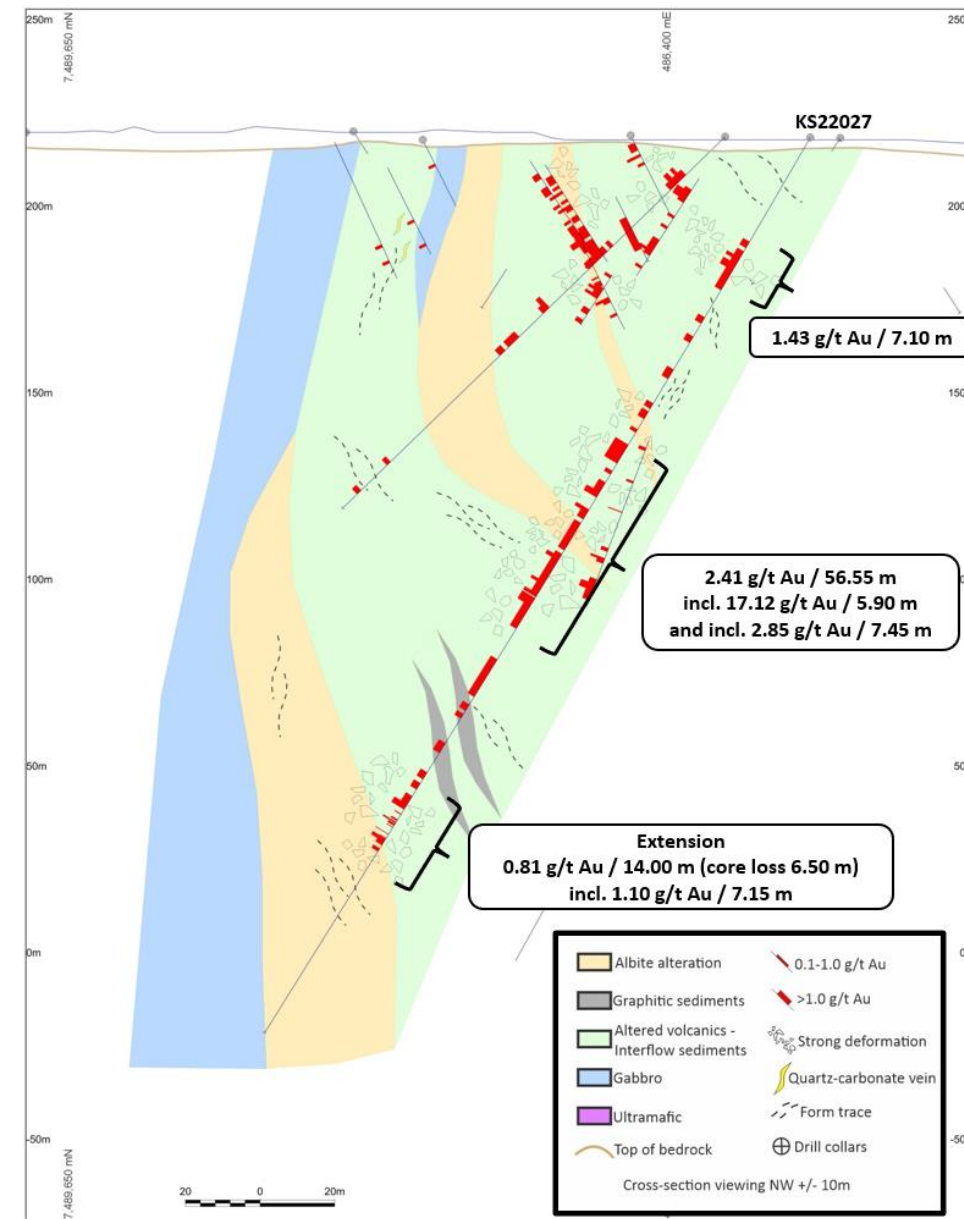 250m
7,489,650 mN
486,400 mE
250
KS22027
200m
200
1.43 g/t Au / 7.10 m
150m
150
2.41 g/t Au / 56.55 m
incl. 17.12 g/t Au / 5.90 m
and incl. 2.85 g/t Au / 7.45 m
100m
50m
50
Extension
0.81 g/t Au / 14.00 m (core loss 6.50 m)
incl. 1.10 g/t Au / 7.15 m
0m
Albite alteration
0.1-1.0 g/t Au
Graphitic sediments
>1.0 g/t Au
Altered volcanics -
Interflow sediments
Strong deformation
Gabbro
Quartz-carbonate vein
Ultramafic
Form trace
Top of bedrock
Drill collars
Cross-section viewing NW +/- 10m
-50m
-50
7,489,650 mN
20 0 20m